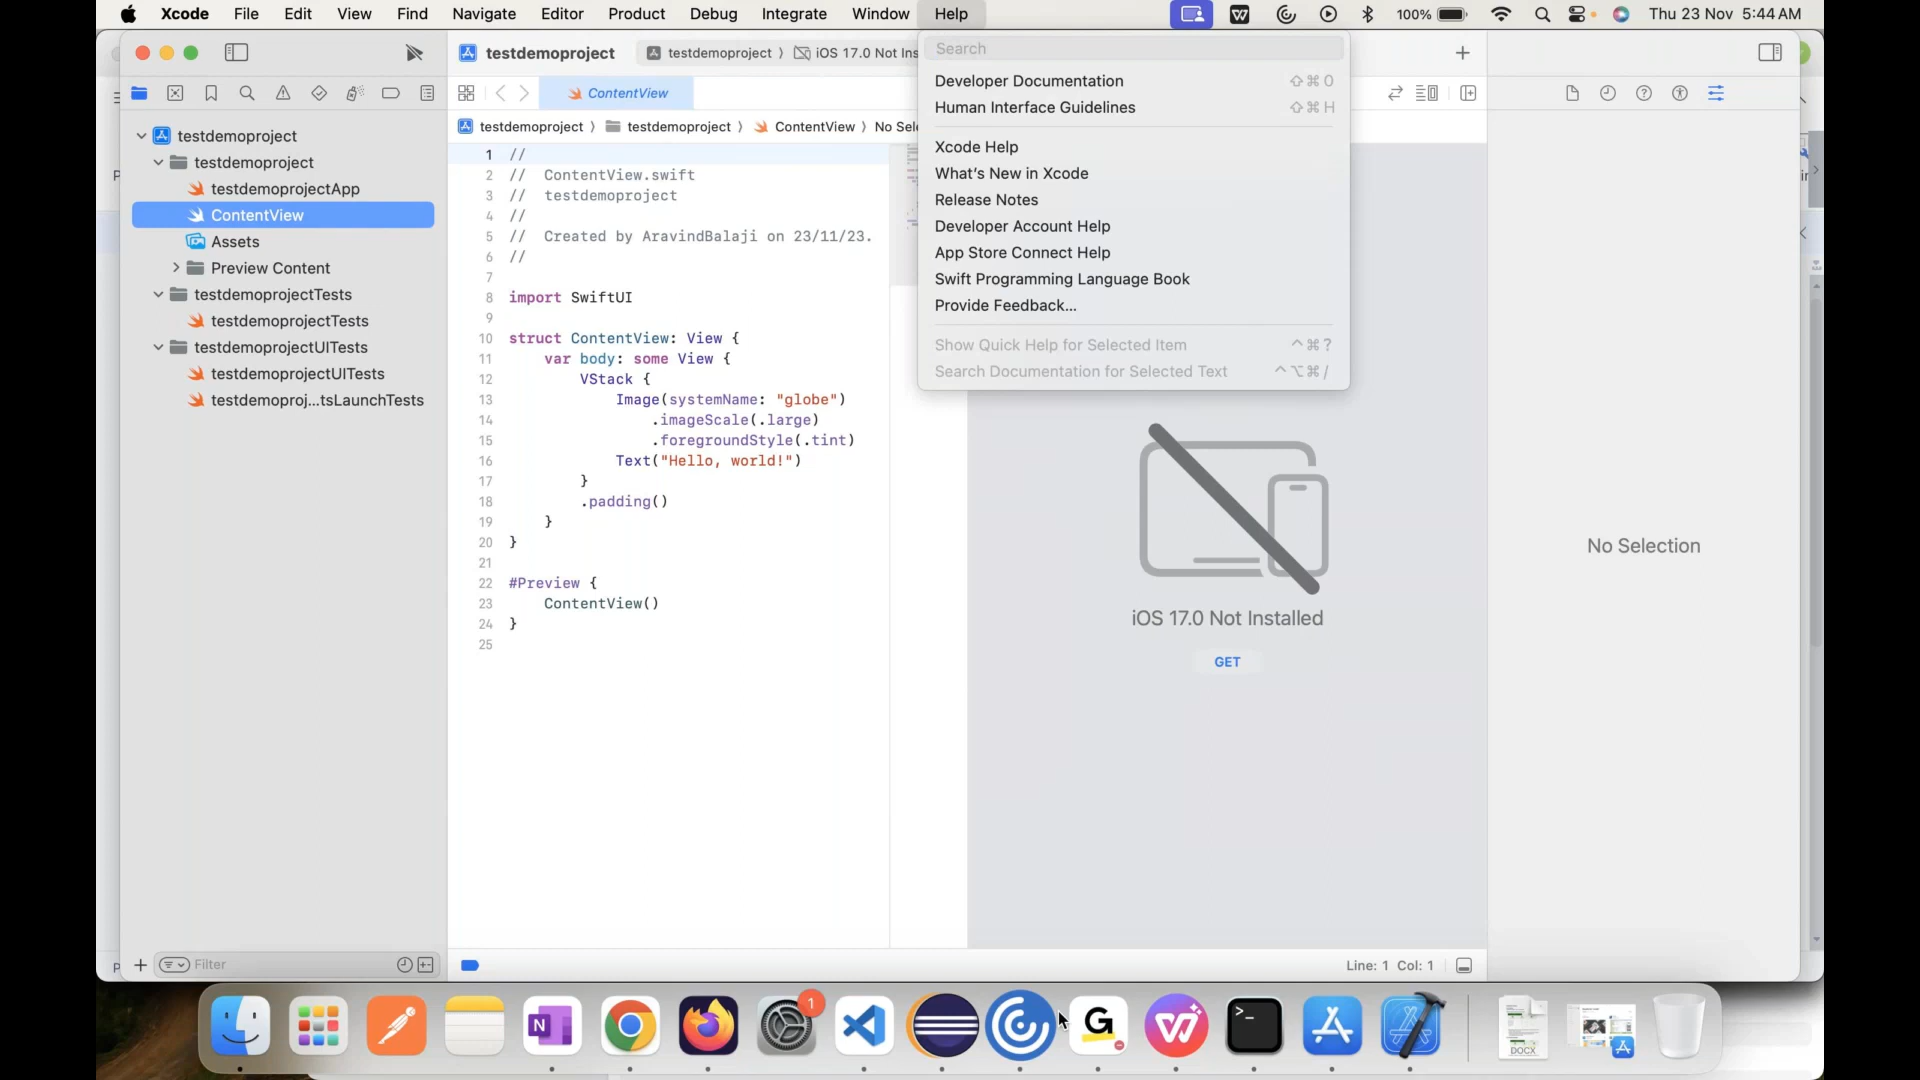 Xcode File Edit View Find Navigate Editor Product Debug Integrate Window Help 100% Thu 23 Nov 5:44 AM
testdemoproject
testdemoproject 〉 iOS 17.0 Not Ins
ContentView
testdemoproject 〉 testdemoproject 〉 ContentView 〉 No Sele
testdemoproject
testdemoproject
testdemoprojectApp
ContentView
Assets
Preview Content
testdemoprojectTests
testdemoprojectTests
testdemoprojectUITests
testdemoprojectUITests
testdemoproj...tsLaunchTests
Filter
1 //
2 // ContentView.swift
3 // testdemoproject
4 //
5 // Created by AravindBalaji on 23/11/23.
6 //
7
8 import SwiftUI
9
10 struct ContentView: View {
11 var body: some View {
12 VStack {
13 Image(systemName: "globe")
14 .imageScale(.large)
15 .foregroundStyle(.tint)
16 Text("Hello, world!")
17 }
18 .padding()
19 }
20 }
21
22 #Preview {
23 ContentView()
24 }
25
Search
Developer Documentation ⇧⌘O
Human Interface Guidelines ⇧⌘H
Xcode Help
What's New in Xcode
Release Notes
Developer Account Help
App Store Connect Help
Swift Programming Language Book
Provide Feedback...
Show Quick Help for Selected Item ^⌘?
Search Documentation for Selected Text ^⌥⌘/
iOS 17.0 Not Installed
GET
No Selection
Line: 1 Col: 1
N
1
G
W
>_
DOCX